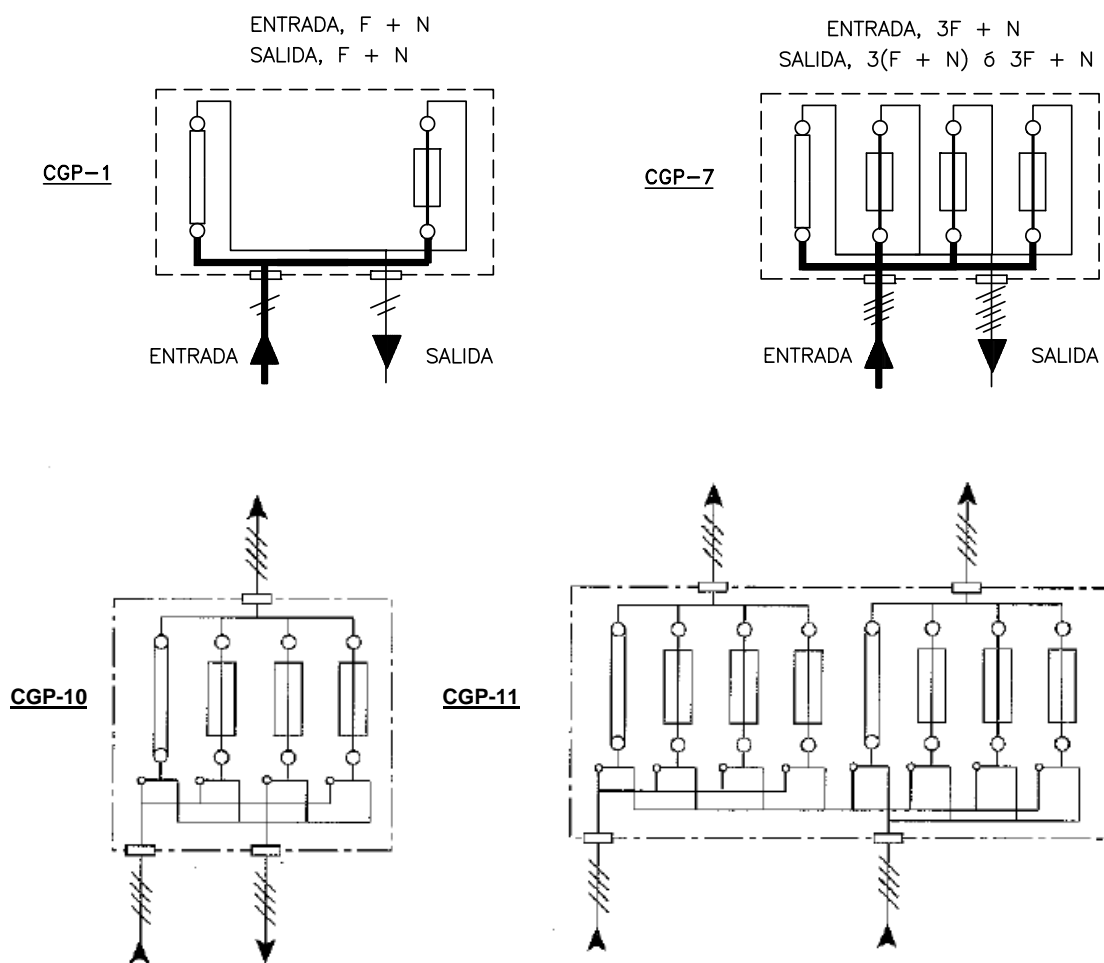 ENTRADA, F + N
SALIDA, F + N
CGP-1
ENTRADA
SALIDA
ENTRADA, 3F + N
SALIDA, 3(F + N) ó 3F + N
CGP-7
ENTRADA
SALIDA
CGP-10
CGP-11